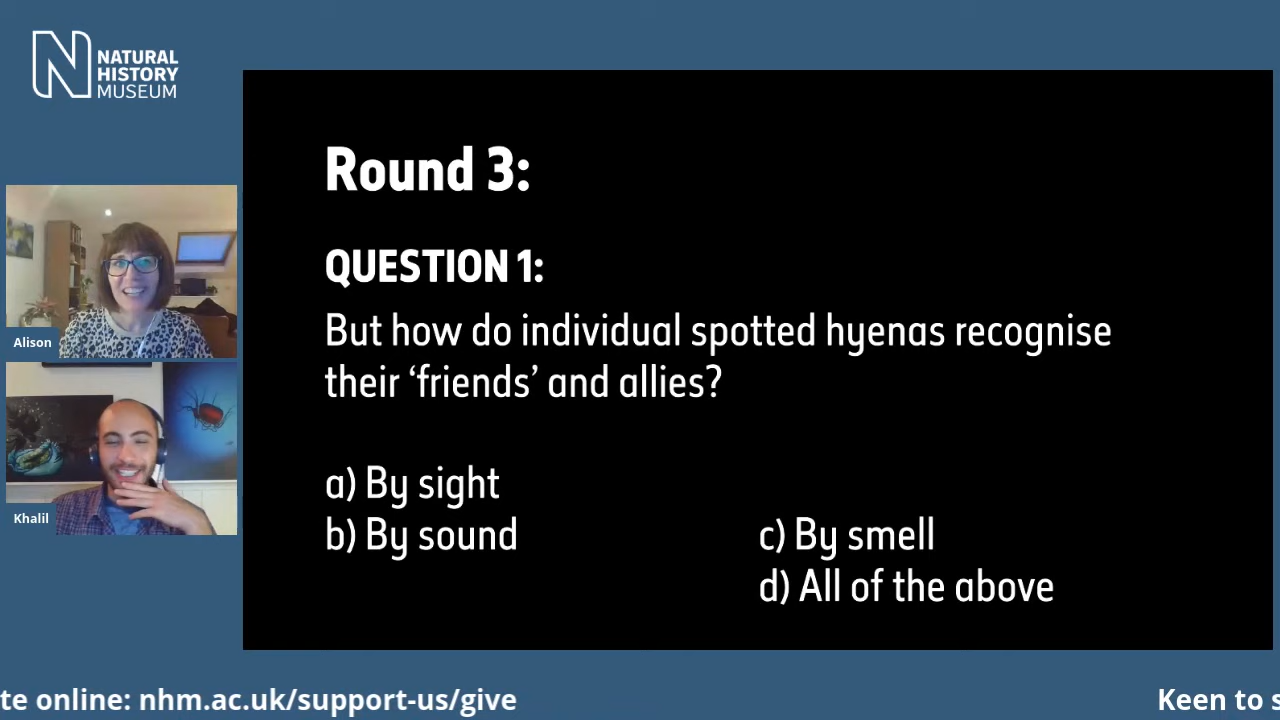 NATURAL
HISTORY
MUSEUM
Round 3:
QUESTION 1:
But how do individual spotted hyenas recognise
their ‘friends’ and allies?
a) By sight
b) By sound
c) By smell
d) All of the above
Alison
Khalil
te online: nhm.ac.uk/support-us/give
Keen to s